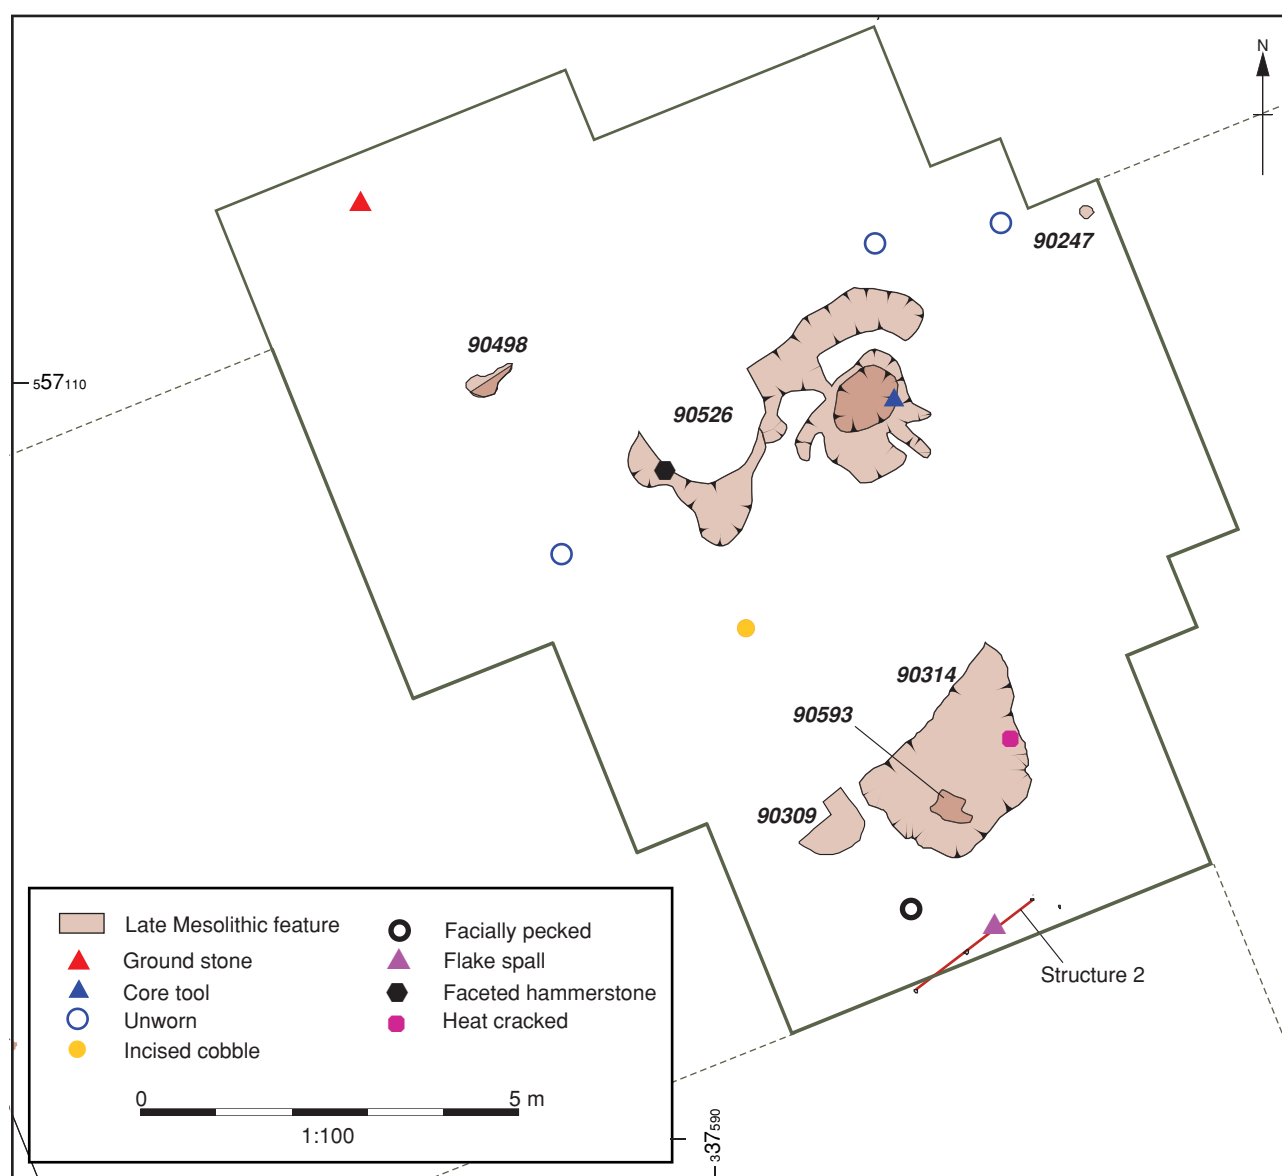 N
90247
90498
557110
90526
90314
90593
90309
Structure 2
Late Mesolithic feature
Ground stone
Core tool
Unworn
Incised cobble
Facially pecked
Flake spall
Faceted hammerstone
Heat cracked
0 5 m
1:100
337590